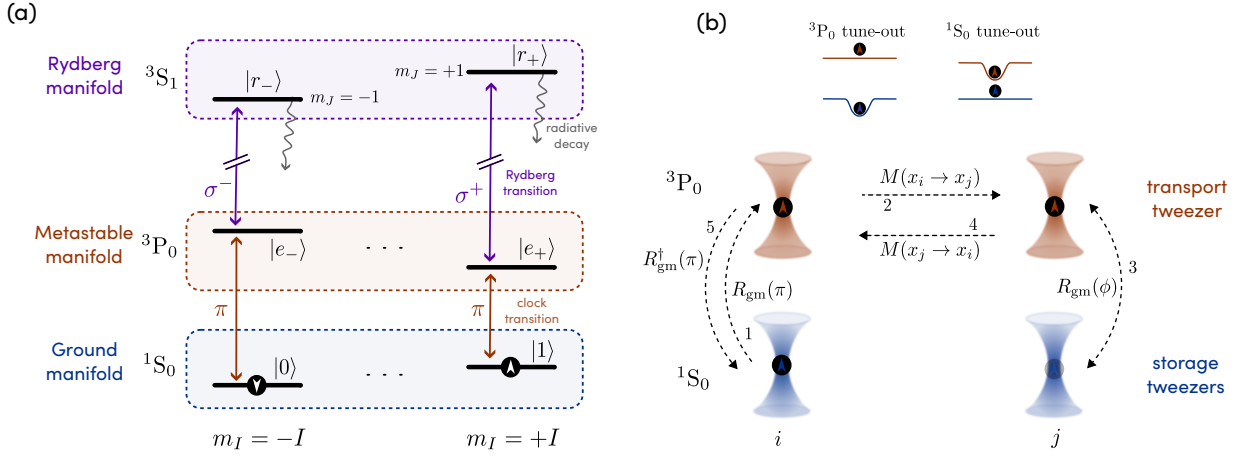 (a)
Rydberg
manifold
³S₁
|r₋⟩
m_J = −1
m_J = +1
|r₊⟩
radiative
decay
σ⁻
σ⁺
Rydberg
transition
Metastable
manifold
³P₀
|e₋⟩
. . .
|e₊⟩
π
π
clock
transition
Ground
manifold
¹S₀
|0⟩
. . .
|1⟩
m_I = −I
m_I = +I
(b)
³P₀ tune-out
¹S₀ tune-out
³P₀
M(x_i → x_j)
2
4
M(x_j → x_i)
transport
tweezer
5
R†_gm(π)
R_gm(π)
1
R_gm(ϕ)
3
¹S₀
storage
tweezers
i
j